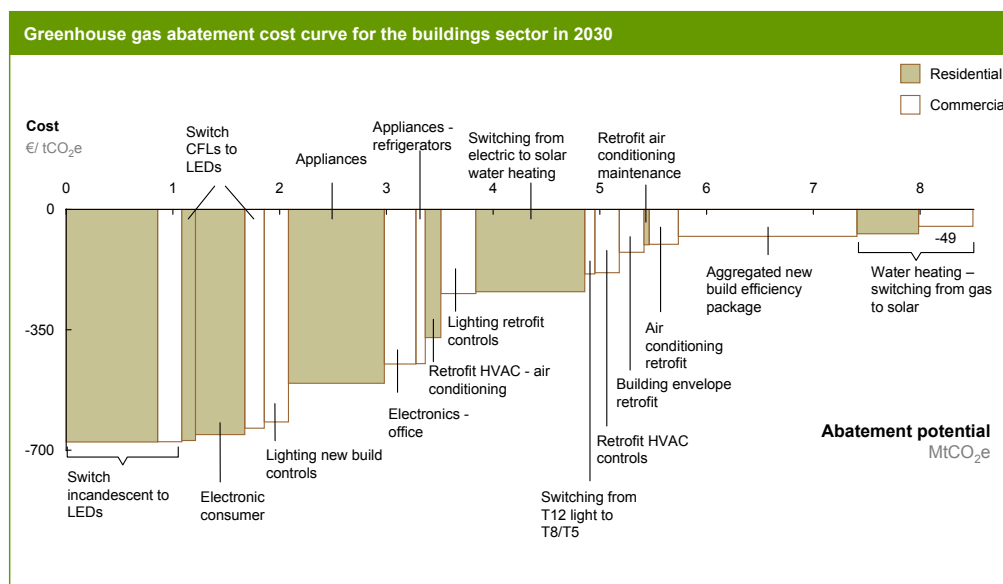 Greenhouse gas abatement cost curve for the buildings sector in 2030
Residential
Commercia
Cost
€/ tCO2e
Switch
CFLs to
LEDs
Appliances
Appliances -
refrigerators
Switching from
electric to solar
water heating
Retrofit air
conditioning
maintenance
0 1 2 3 4 5 6 7 8
0
-350
-700
-49
Aggregated new
build efficiency
package
Water heating –
switching from gas
to solar
Lighting retrofit
controls
Air
conditioning
retrofit
Retrofit HVAC - air
conditioning
Building envelope
retrofit
Electronics -
office
Abatement potential
MtCO2e
Retrofit HVAC
controls
Lighting new build
controls
Switch
incandescent to
LEDs
Electronic
consumer
Switching from
T12 light to
T8/T5